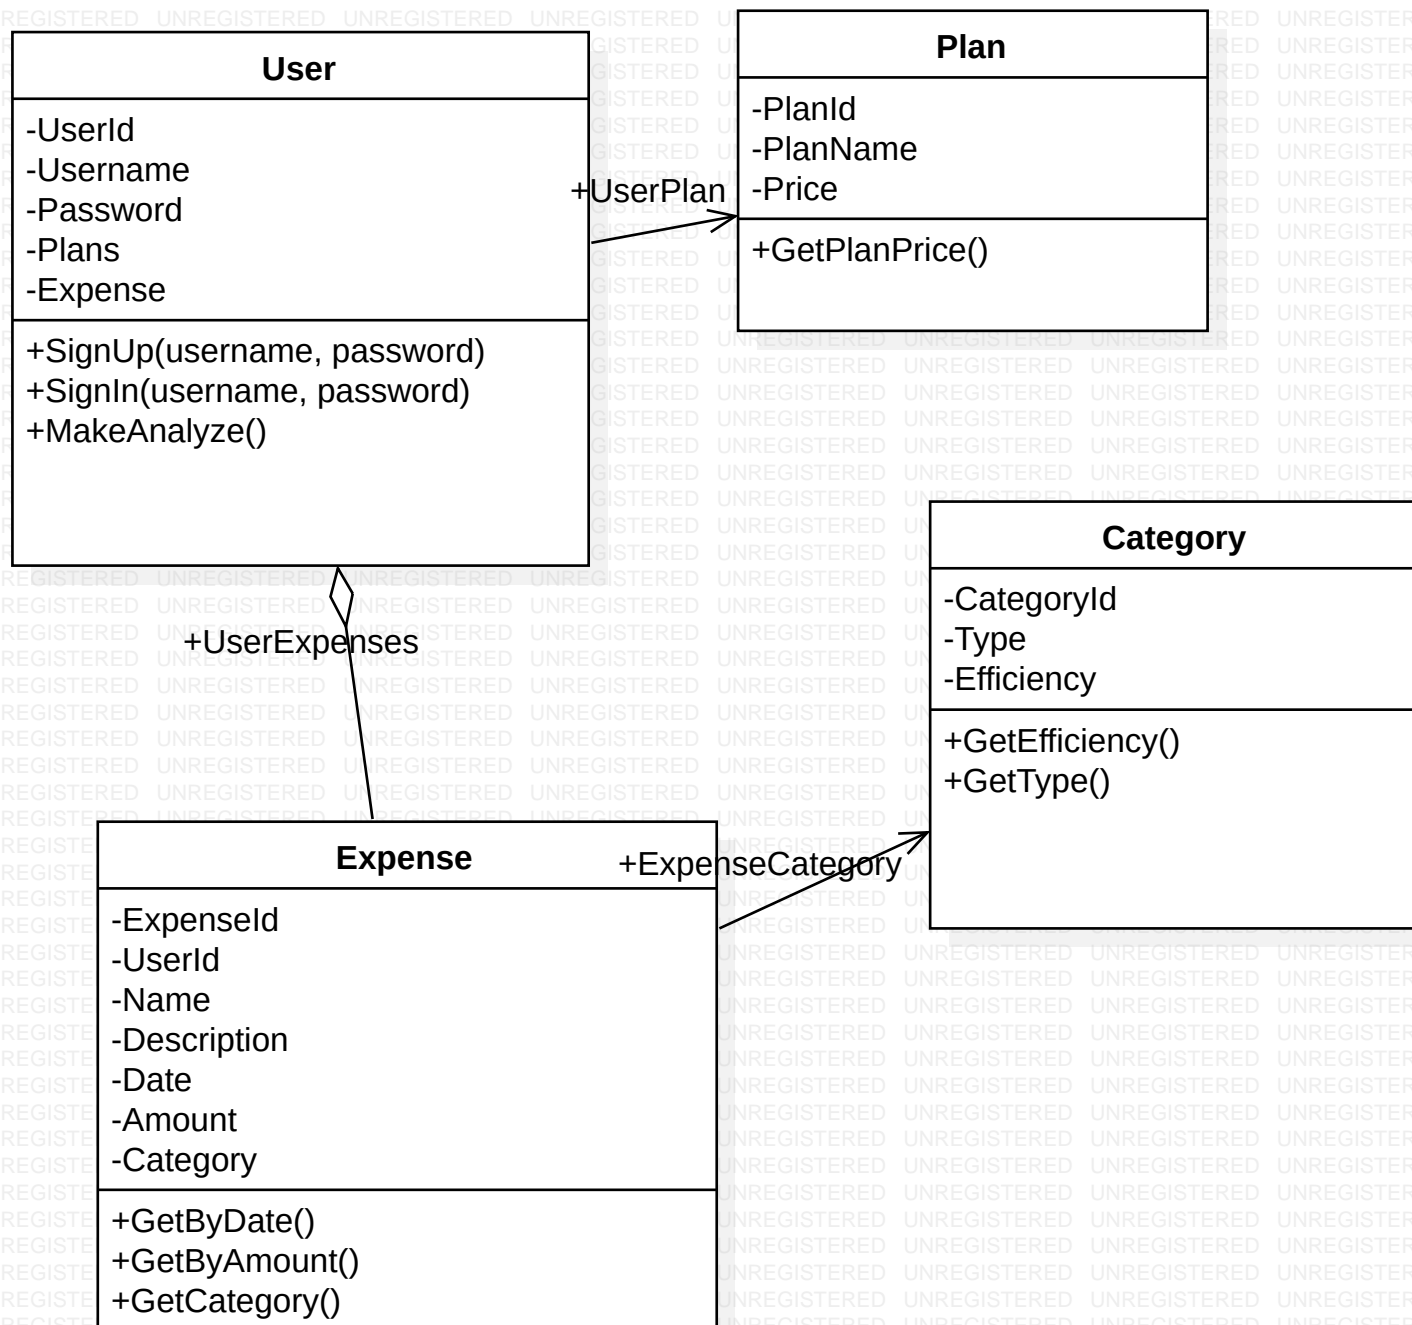 User
-UserId
-Username
-Password
-Plans
-Expense
+SignUp(username, password)
+SignIn(username, password)
+MakeAnalyze()
+UserPlan
Plan
-PlanId
-PlanName
-Price
+GetPlanPrice()
+UserExpenses
Category
-CategoryId
-Type
-Efficiency
+GetEfficiency()
+GetType()
+ExpenseCategory
Expense
-ExpenseId
-UserId
-Name
-Description
-Date
-Amount
-Category
+GetByDate()
+GetByAmount()
+GetCategory()